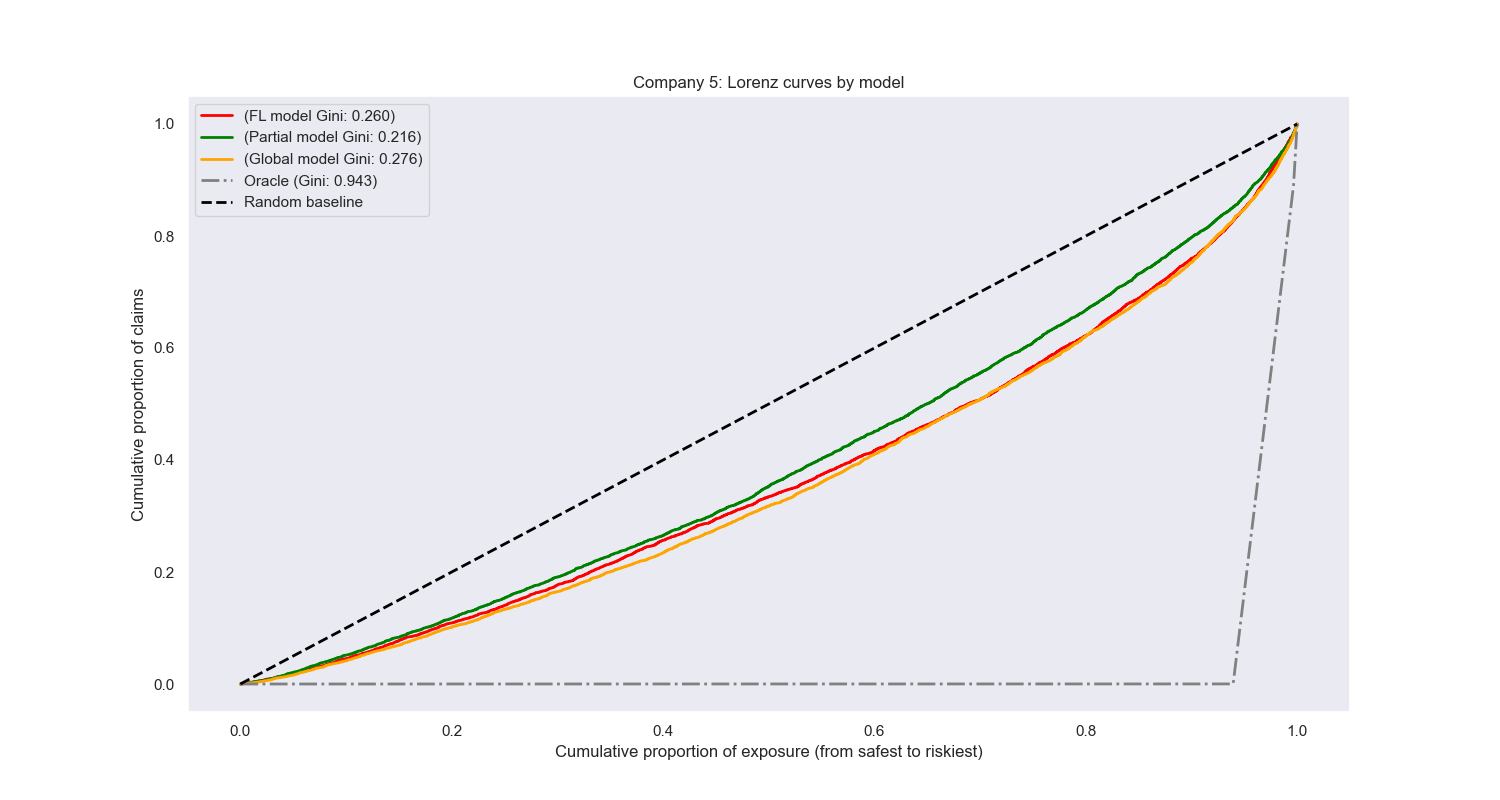 Company 5: Lorenz curves by model
(FL model Gini: 0.260)
(Partial model Gini: 0.216)
(Global model Gini: 0.276)
Oracle (Gini: 0.943)
Random baseline
1.0
0.8
0.6
0.4
0.2
0.0
Cumulative proportion of claims
0.0 0.2 0.4 0.6 0.8 1.0
Cumulative proportion of exposure (from safest to riskiest)